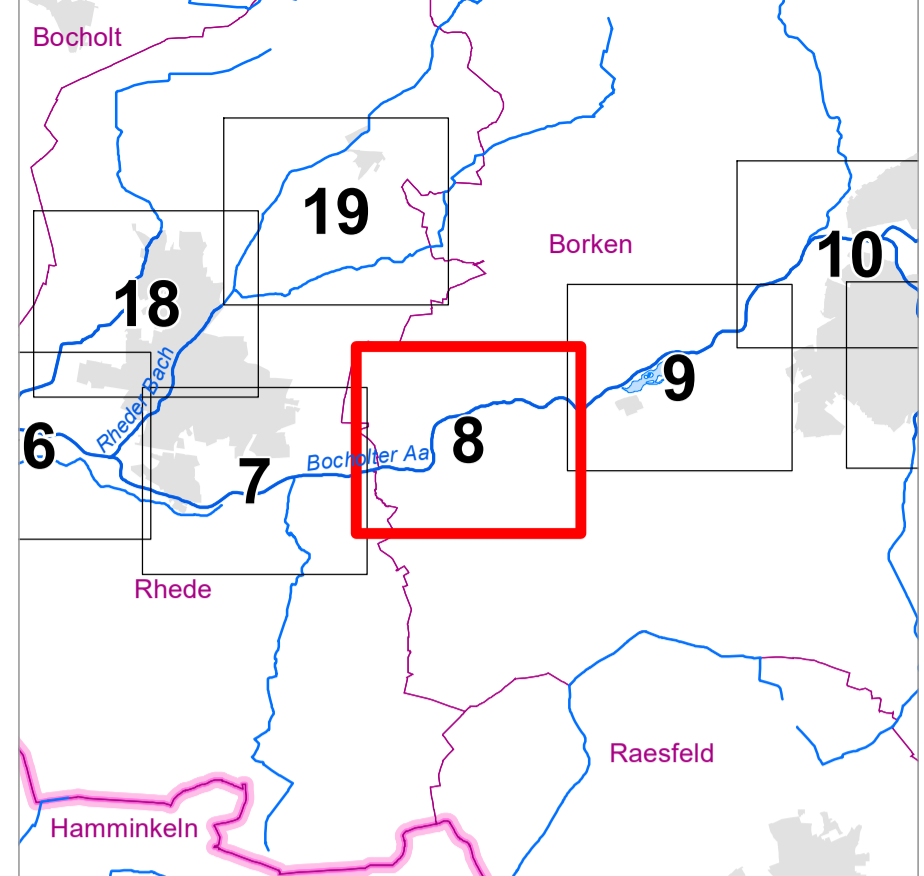 Bocholt
19
Borken
10
18
Rheder Bach
9
6
8
Bocholter Aa
7
Rhede
Raesfeld
Hamminkeln